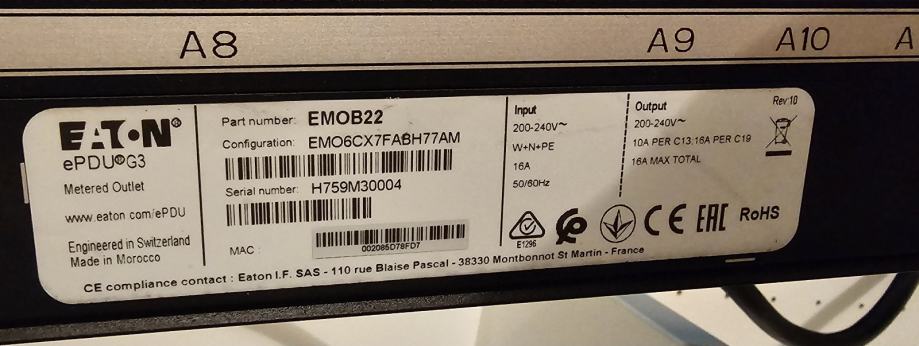 A8 A9 A10 A
EATON®
ePDU®G3
Metered Outlet
www.eaton.com/ePDU
Engineered in Switzerland
Made in Morocco
Part number: EMOB22
Configuration: EMO6CX7FABH77AM
Serial number: H759M30004
MAC :
002085D78FD7
Input
200-240V~
W+N+PE
16A
50/60Hz
Output
200-240V~
10A PER C13;16A PER C19
16A MAX TOTAL
Rev:10
E1296
CE EAC RoHS
CE compliance contact : Eaton I.F. SAS - 110 rue Blaise Pascal - 38330 Montbonnot St Martin - France